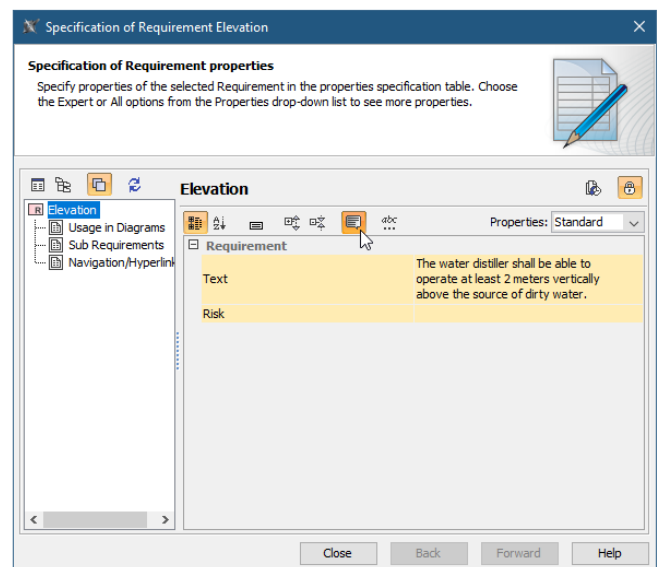 Specification of Requirement Elevation
Specification of Requirement properties
Specify properties of the selected Requirement in the properties specification table. Choose
the Expert or All options from the Properties drop-down list to see more properties.
Elevation
R Elevation
Usage in Diagrams
Sub Requirements
Navigation/Hyperlink
A
Z
abc
Properties: Standard
Requirement
Text
The water distiller shall be able to
operate at least 2 meters vertically
above the source of dirty water.
Risk
Close Back Forward Help